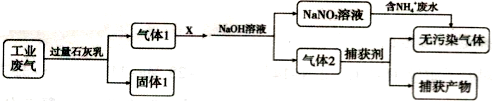 工业废气
过量石灰乳
气体1
固体1
X
NaOH溶液
NaNO₂溶液
气体2
含NH₄⁺废水
捕获剂
无污染气体
捕获产物